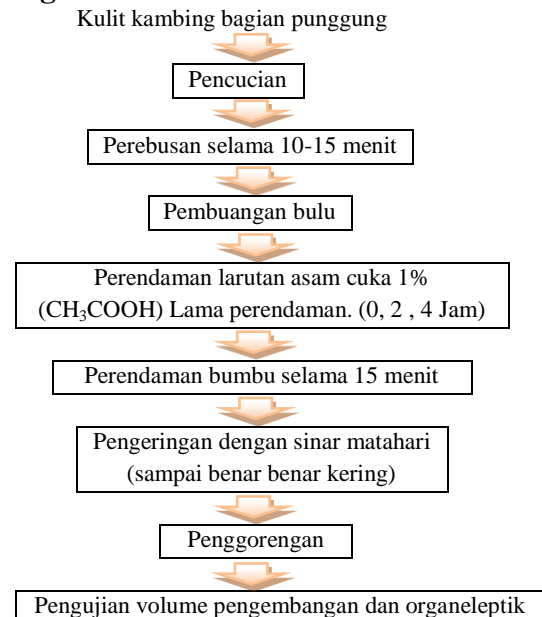 Kulit kambing bagian punggung
Pencucian
Perebusan selama 10-15 menit
Pembuangan bulu
Perendaman larutan asam cuka 1%
(CH₃COOH) Lama perendaman. (0, 2 , 4 Jam)
Perendaman bumbu selama 15 menit
Pengeringan dengan sinar matahari
(sampai benar benar kering)
Penggorengan
Pengujian volume pengembangan dan organeleptik